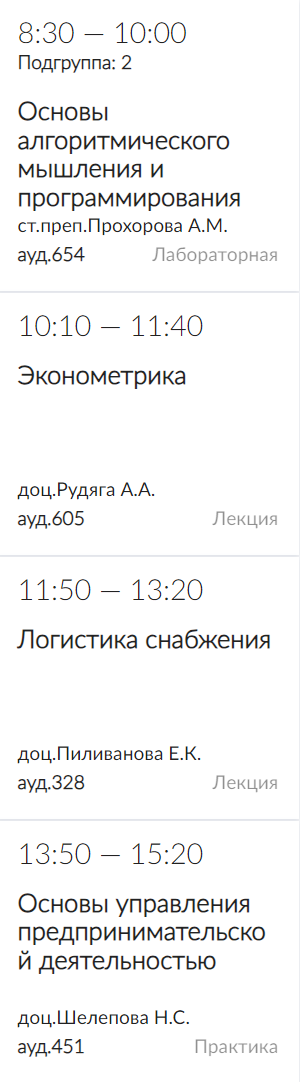 8:30 — 10:00
Подгруппа: 2
Основы
алгоритмического
мышления и
программирования
ст.преп.Прохорова А.М.
ауд.654 Лабораторная
10:10 — 11:40
Эконометрика
доц.Рудяга А.А.
ауд.605 Лекция
11:50 — 13:20
Логистика снабжения
доц.Пиливанова Е.К.
ауд.328 Лекция
13:50 — 15:20
Основы управления
предпринимательско
й деятельностью
доц.Шелепова Н.С.
ауд.451 Практика